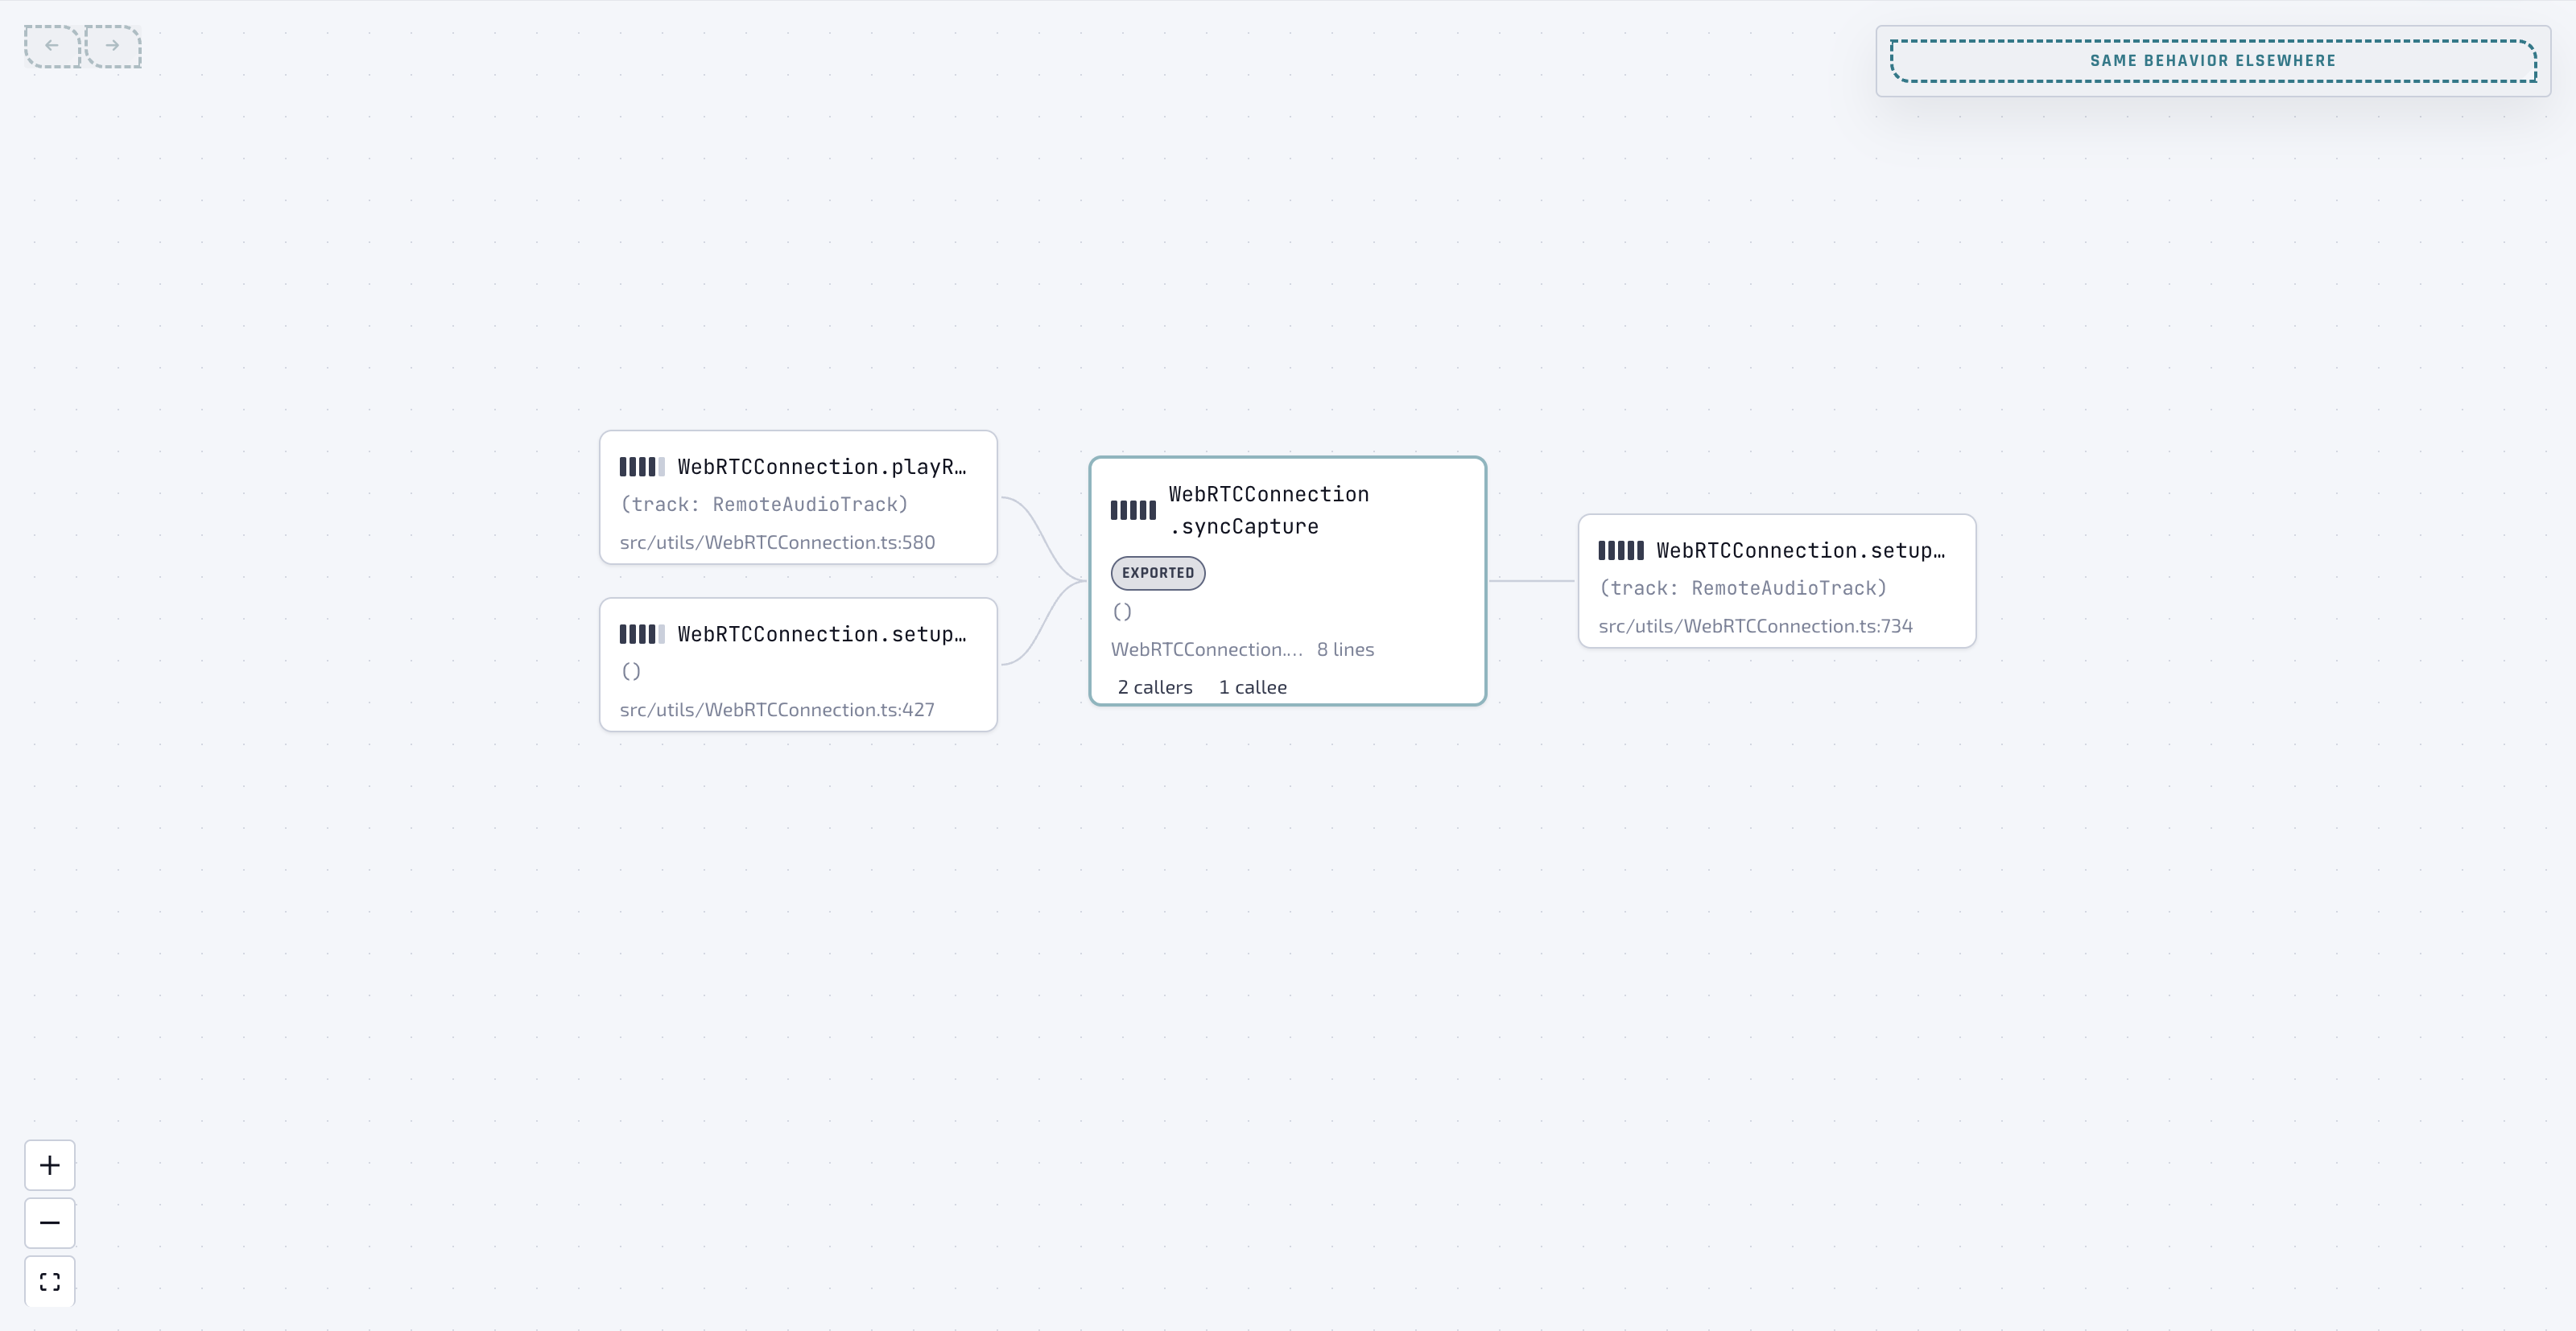 SAME BEHAVIOR ELSEWHERE
WebRTCConnection.playR…
(track: RemoteAudioTrack)
src/utils/WebRTCConnection.ts:580
WebRTCConnection.setup…
()
src/utils/WebRTCConnection.ts:427
WebRTCConnection
.syncCapture
EXPORTED
()
WebRTCConnection.… 8 lines
2 callers 1 callee
WebRTCConnection.setup…
(track: RemoteAudioTrack)
src/utils/WebRTCConnection.ts:734